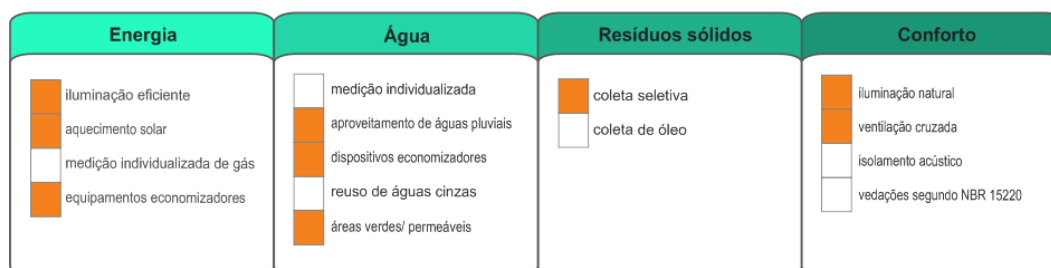 Energia
iluminação eficiente
aquecimento solar
medição individualizada de gás
equipamentos economizadores
Água
medição individualizada
aproveitamento de águas pluviais
dispositivos economizadores
reuso de águas cinzas
áreas verdes/ permeáveis
Resíduos sólidos
coleta seletiva
coleta de óleo
Conforto
iluminação natural
ventilação cruzada
isolamento acústico
vedações segundo NBR 15220